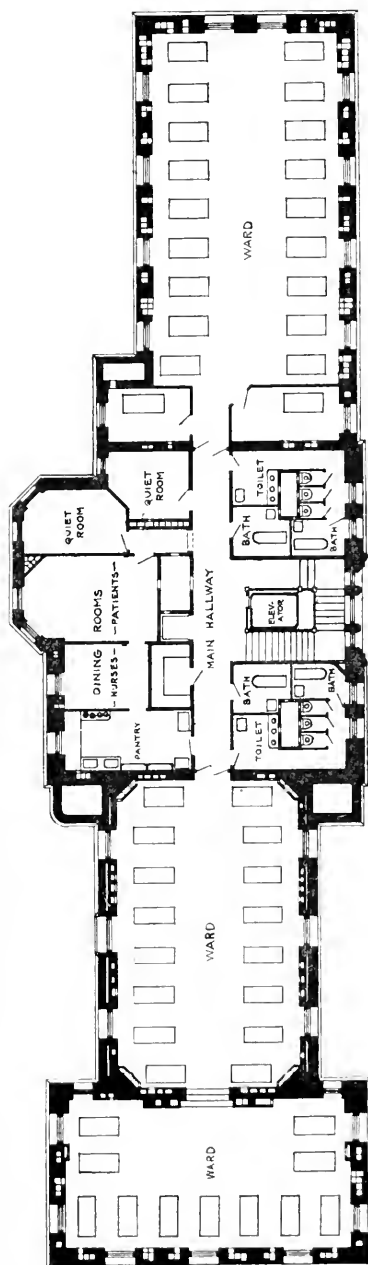 WARD
QUIET ROOM
QUIET
ROOM
TOILET
BATH
BATH
ROOMS
—PATIENTS—
DINING
—NURSES—
MAIN HALLWAY
ELEV-
ATOR
PANTRY
BATH
BATH
TOILET
WARD
WARD